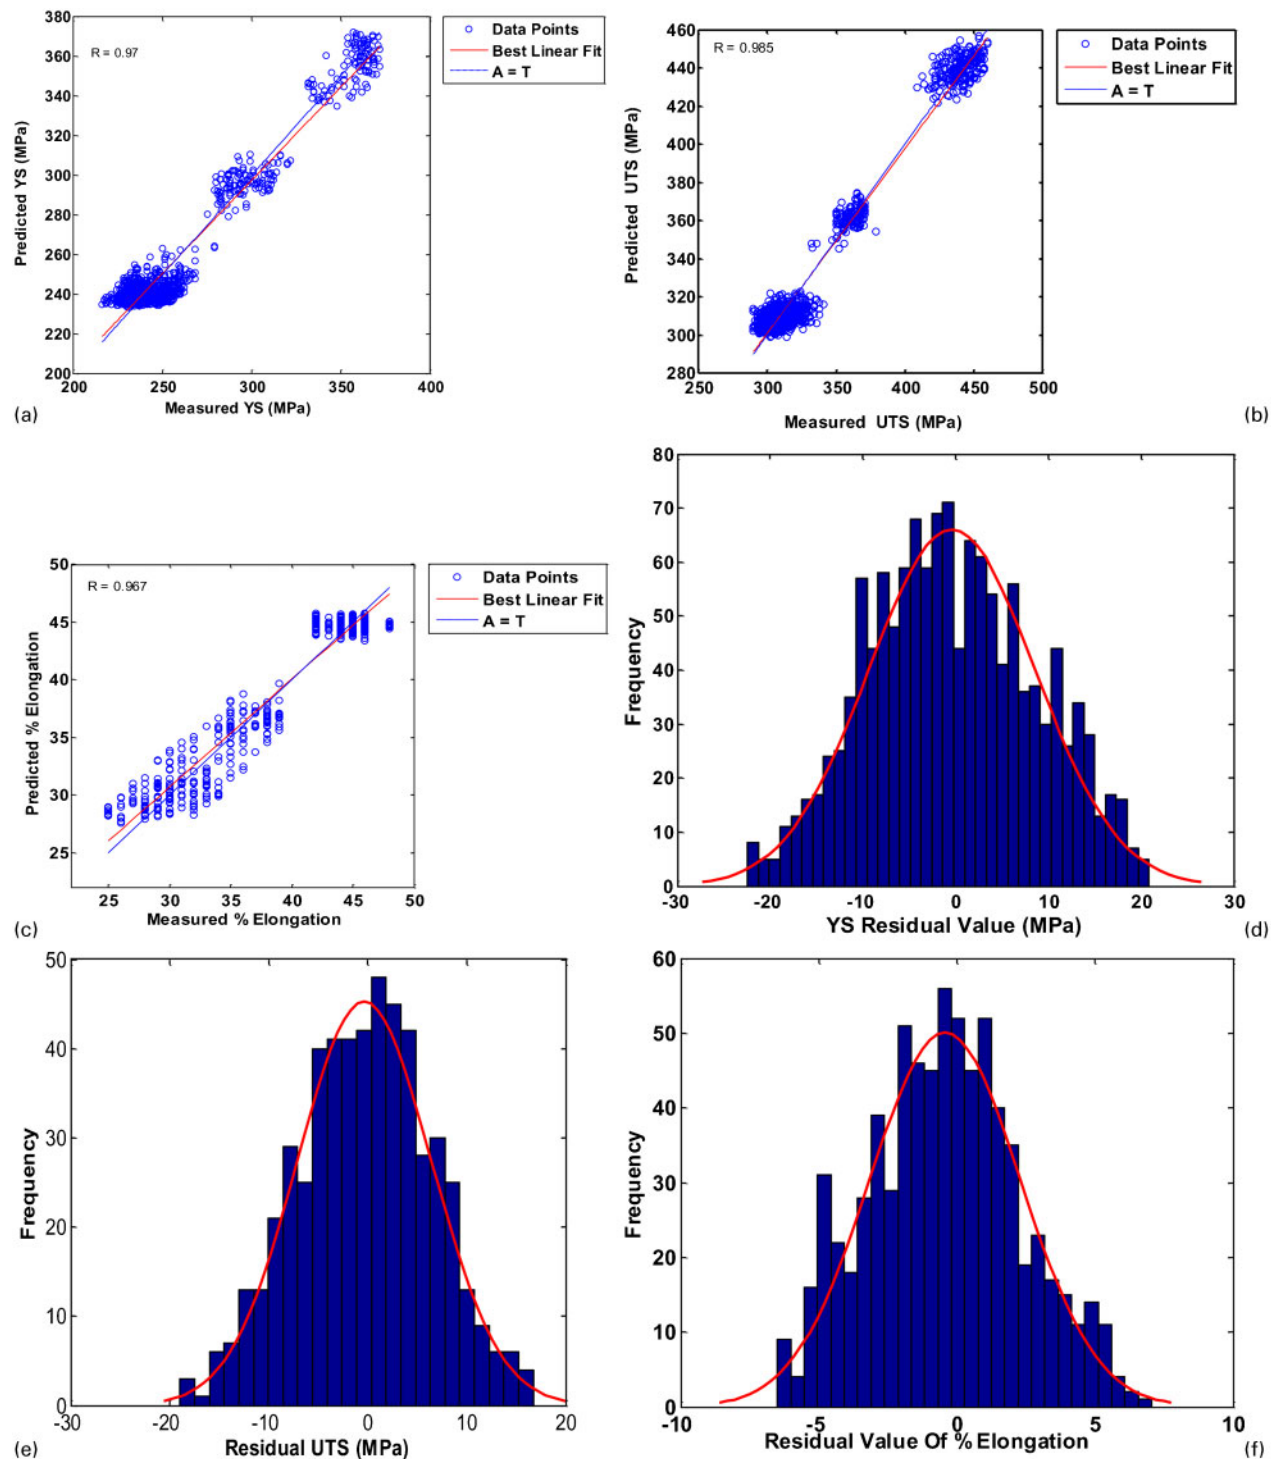 380
360
340
320
300
280
260
240
220
200
200
250
300
350
400
Predicted YS (MPa)
Measured YS (MPa)
R = 0.97
Data Points
Best Linear Fit
A = T
(a)
460
440
420
400
380
360
340
320
300
280
250
300
350
400
450
500
Predicted UTS (MPa)
Measured UTS (MPa)
R = 0.985
Data Points
Best Linear Fit
A = T
(b)
50
45
40
35
30
25
25
30
35
40
45
50
Predicted % Elongation
Measured % Elongation
R = 0.967
Data Points
Best Linear Fit
A = T
(c)
80
70
60
50
40
30
20
10
0
-30
-20
-10
0
10
20
30
Frequency
YS Residual Value (MPa)
(d)
50
40
30
20
10
0
-30
-20
-10
0
10
20
Frequency
Residual UTS (MPa)
(e)
60
50
40
30
20
10
0
-10
-5
0
5
10
Frequency
Residual Value Of % Elongation
(f)